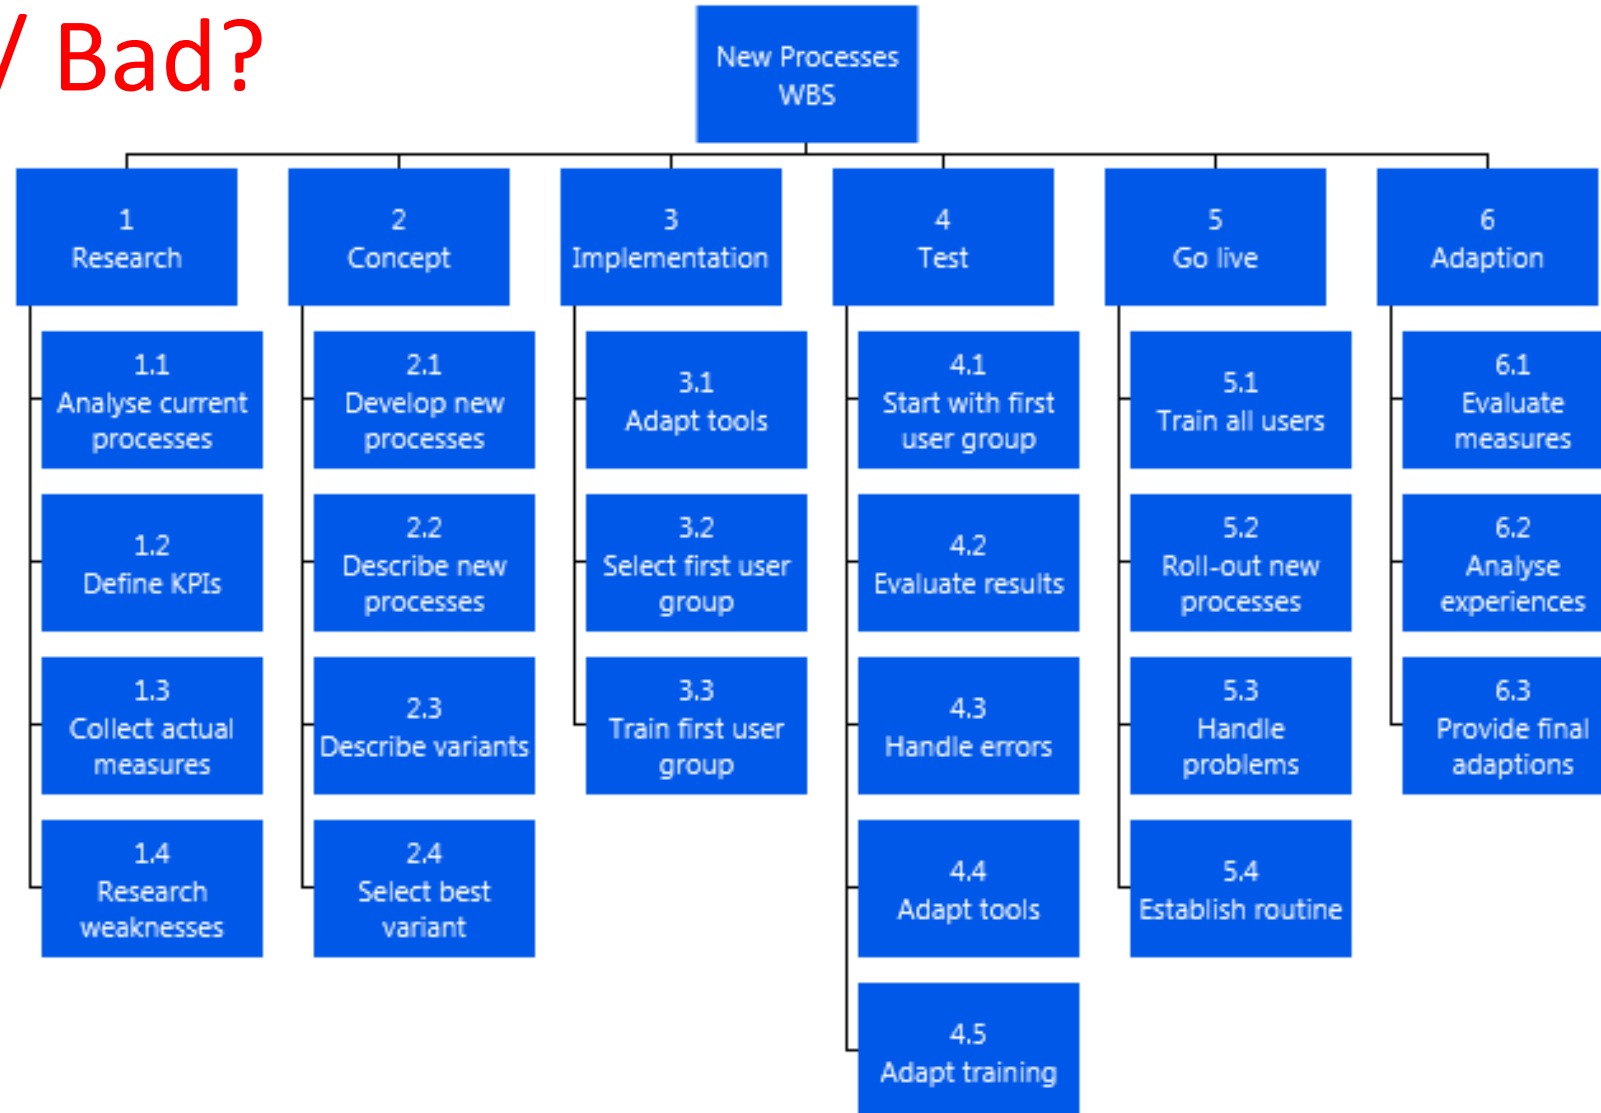 / Bad?
New Processes
WBS
1
Research
2
Concept
3
Implementation
4
Test
5
Go live
6
Adaption
1.1
Analyse current
processes
1.2
Define KPIs
1.3
Collect actual
measures
1.4
Research
weaknesses
2.1
Develop new
processes
2.2
Describe new
processes
2.3
Describe variants
2.4
Select best
variant
3.1
Adapt tools
3.2
Select first user
group
3.3
Train first user
group
4.1
Start with first
user group
4.2
Evaluate results
4.3
Handle errors
4.4
Adapt tools
4.5
Adapt training
5.1
Train all users
5.2
Roll-out new
processes
5.3
Handle
problems
5.4
Establish routine
6.1
Evaluate
measures
6.2
Analyse
experiences
6.3
Provide final
adaptions